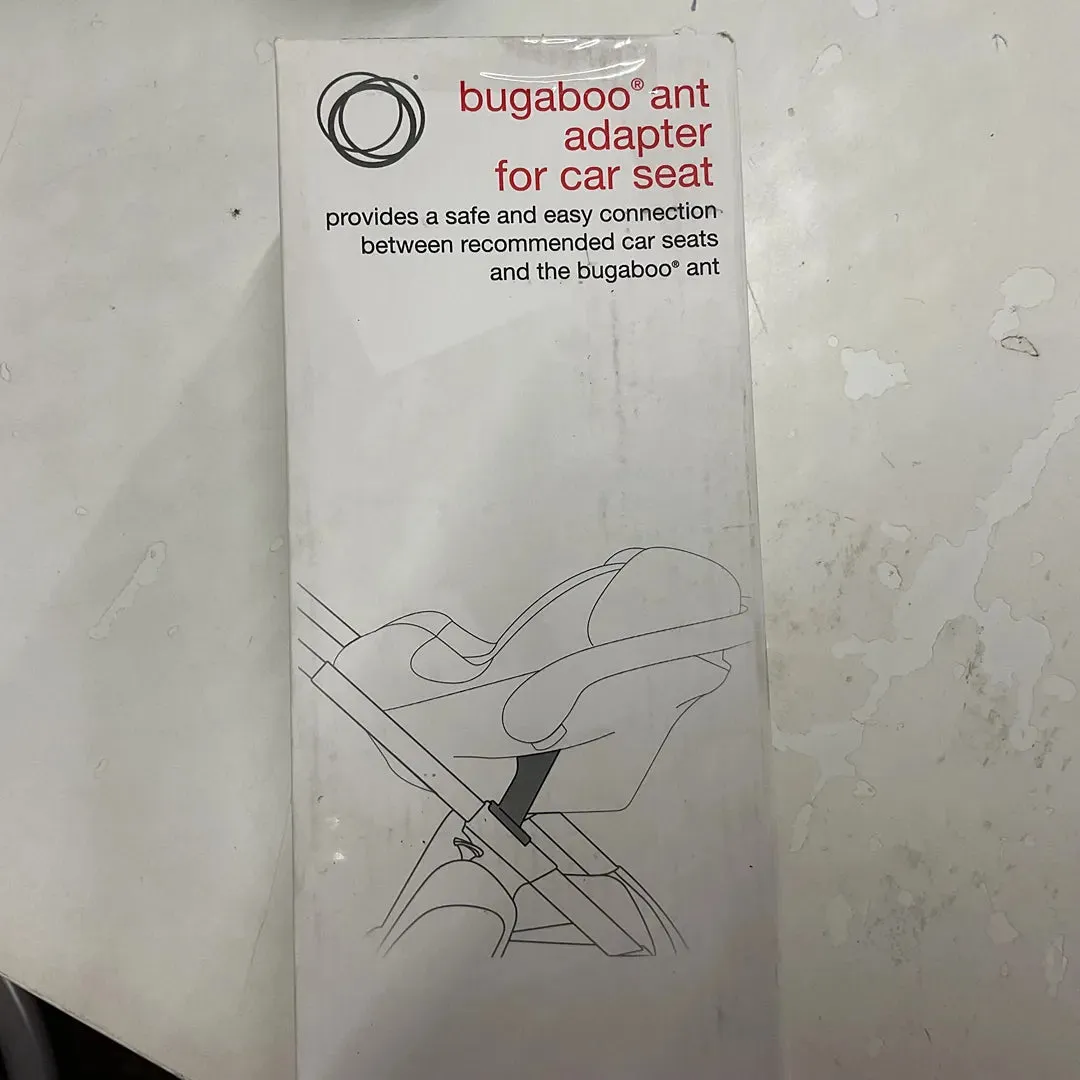 bugaboo® ant
adapter
for car seat
provides a safe and easy connection
between recommended car seats
and the bugaboo® ant